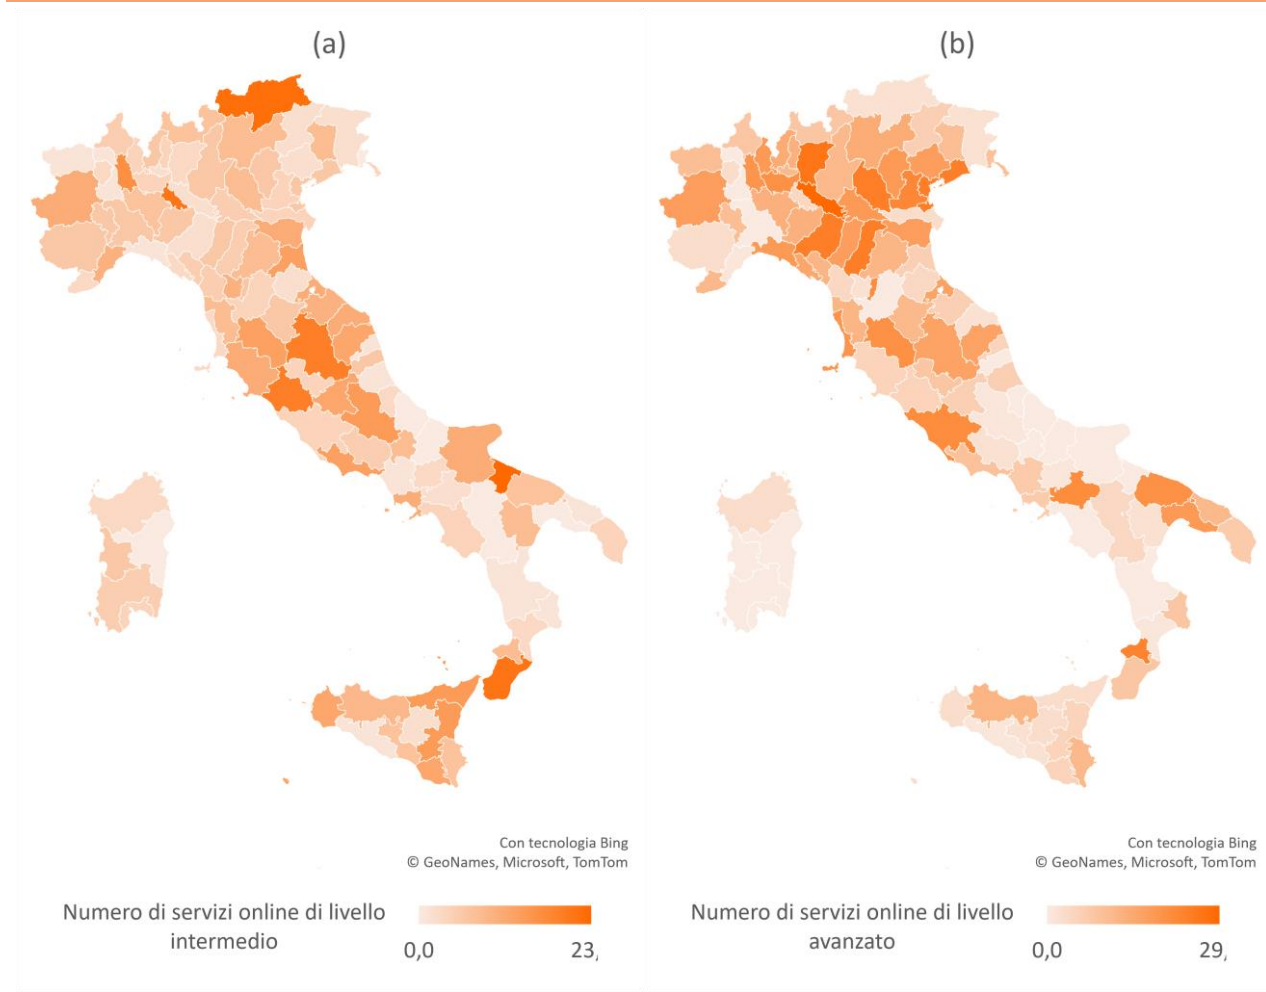 (a)
(b)
Con tecnologia Bing
© GeoNames, Microsoft, TomTom
Con tecnologia Bing
© GeoNames, Microsoft, TomTom
Numero di servizi online di livello
intermedio
0,0
23,
Numero di servizi online di livello
avanzato
0,0
29,